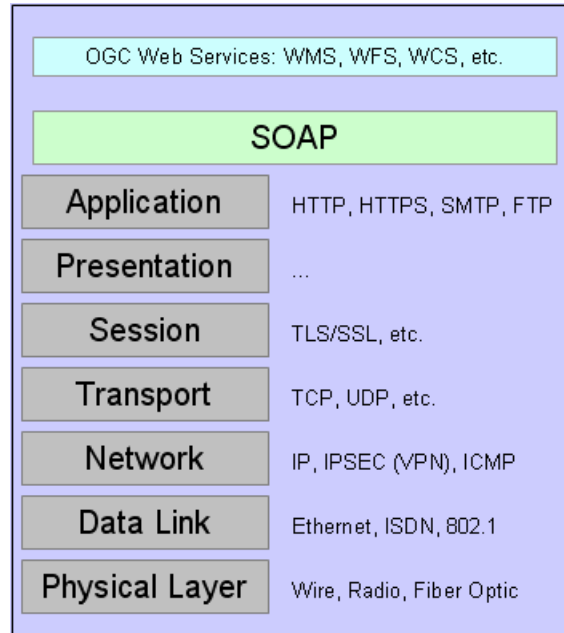 OGC Web Services: WMS, WFS, WCS, etc.
SOAP
Application HTTP, HTTPS, SMTP, FTP
Presentation ...
Session TLS/SSL, etc.
Transport TCP, UDP, etc.
Network IP, IPSEC (VPN), ICMP
Data Link Ethernet, ISDN, 802.1
Physical Layer Wire, Radio, Fiber Optic